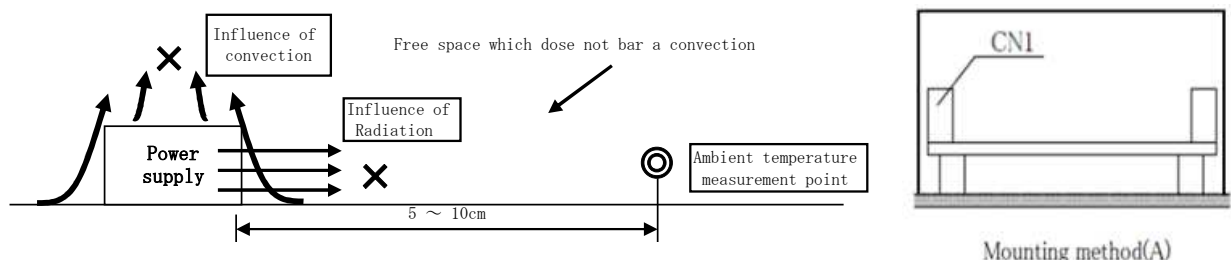 Influence of
convection
Free space which dose not bar a convection
Influence of
Radiation
Power
supply
Ambient temperature
measurement point
5 ～ 10cm
CN1
Mounting method(A)